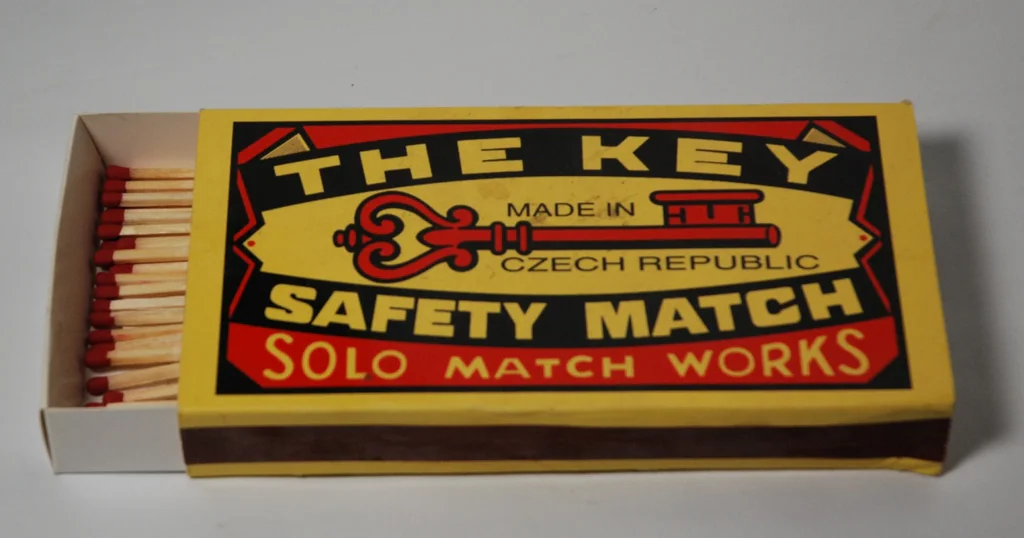 THE KEY
MADE IN
CZECH REPUBLIC
SAFETY MATCH
SOLO MATCH WORKS